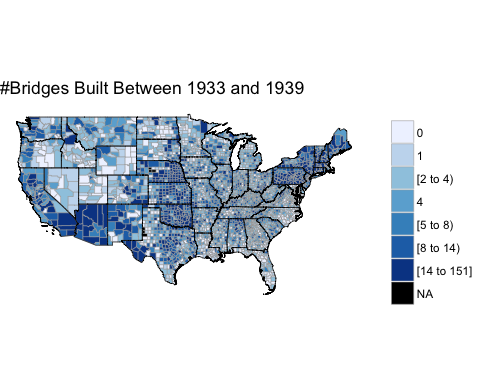 #Bridges Built Between 1933 and 1939
0
1
[2 to 4)
4
[5 to 8)
[8 to 14)
[14 to 151]
NA